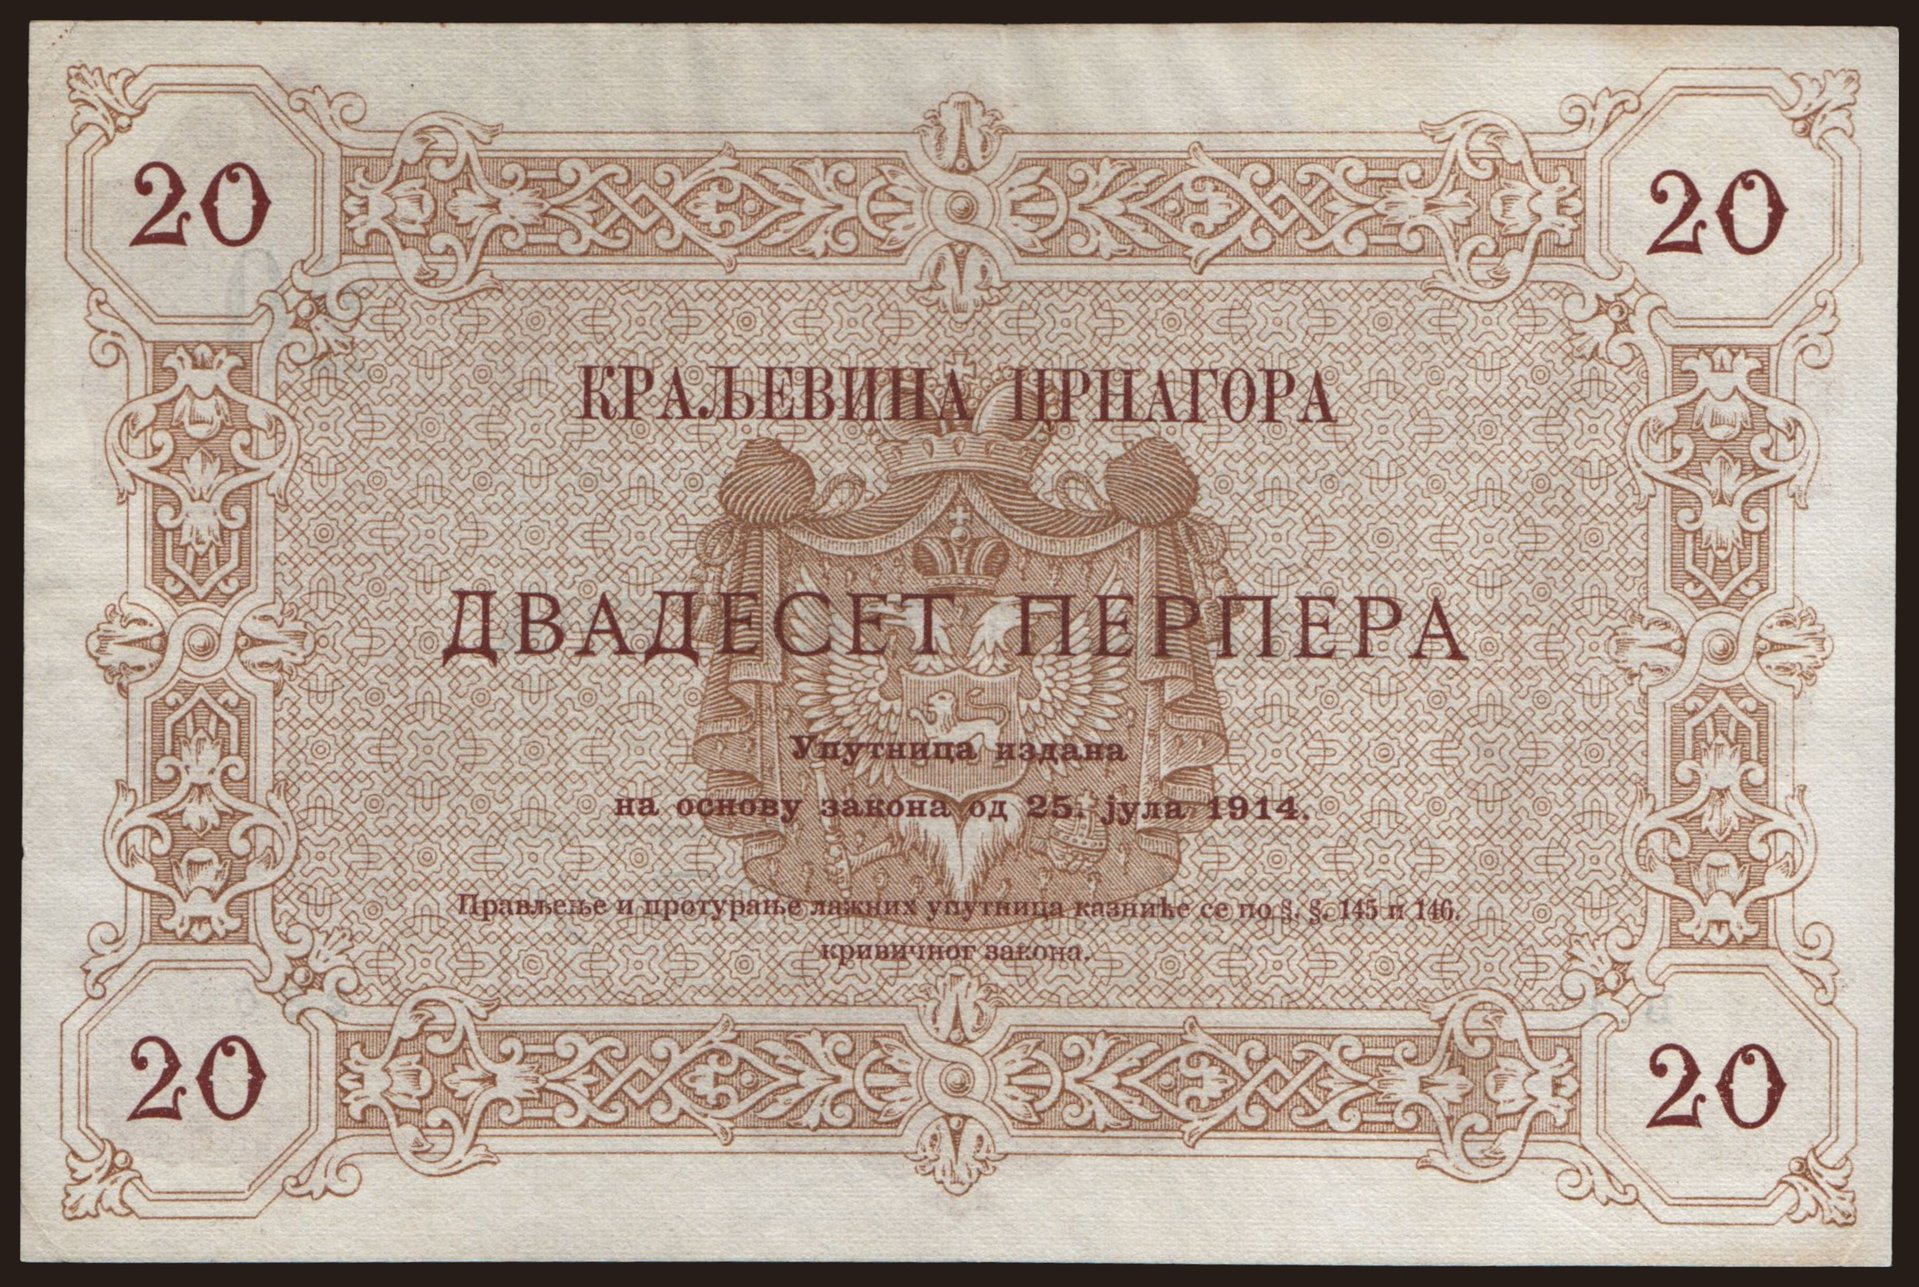 20 20
КРАЉЕВИНА ЦРНАГОРА
ДВАДЕСЕТ ПЕРПЕРА
Упутница издана
на основу закона од 25. јула 1914.
Прављење и протурање лажних упутница казниће се по §. §. 145 и 146.
кривичног закона.
20 20